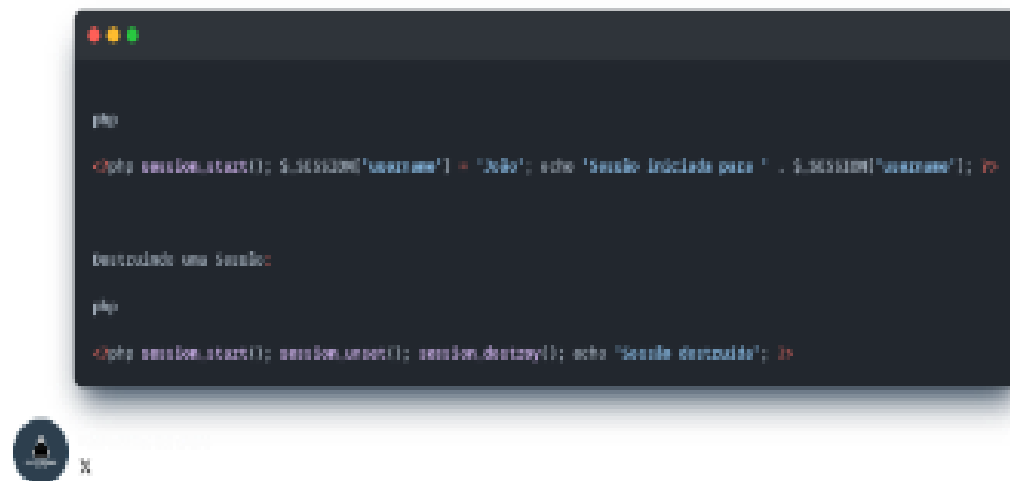 php
<?php session_start(); $_SESSION['username'] = 'João'; echo 'Sessão iniciada para ' . $_SESSION['username']; ?>
Destruindo uma Sessão:
php
<?php session_start(); session_unset(); session_destroy(); echo 'Sessão destruída'; ?>
X